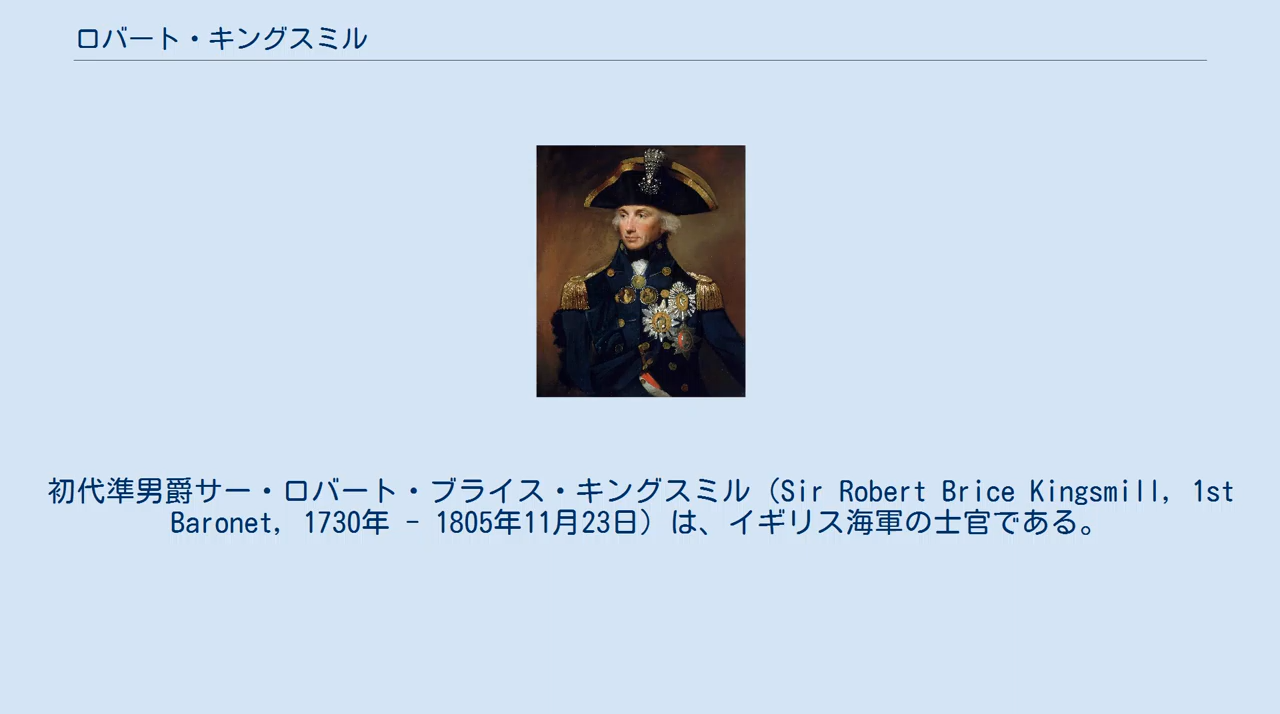 ロバート・キングスミル
初代準男爵サー・ロバート・ブライス・キングスミル（Sir Robert Brice Kingsmill, 1st
Baronet, 1730年 - 1805年11月23日）は、イギリス海軍の士官である。